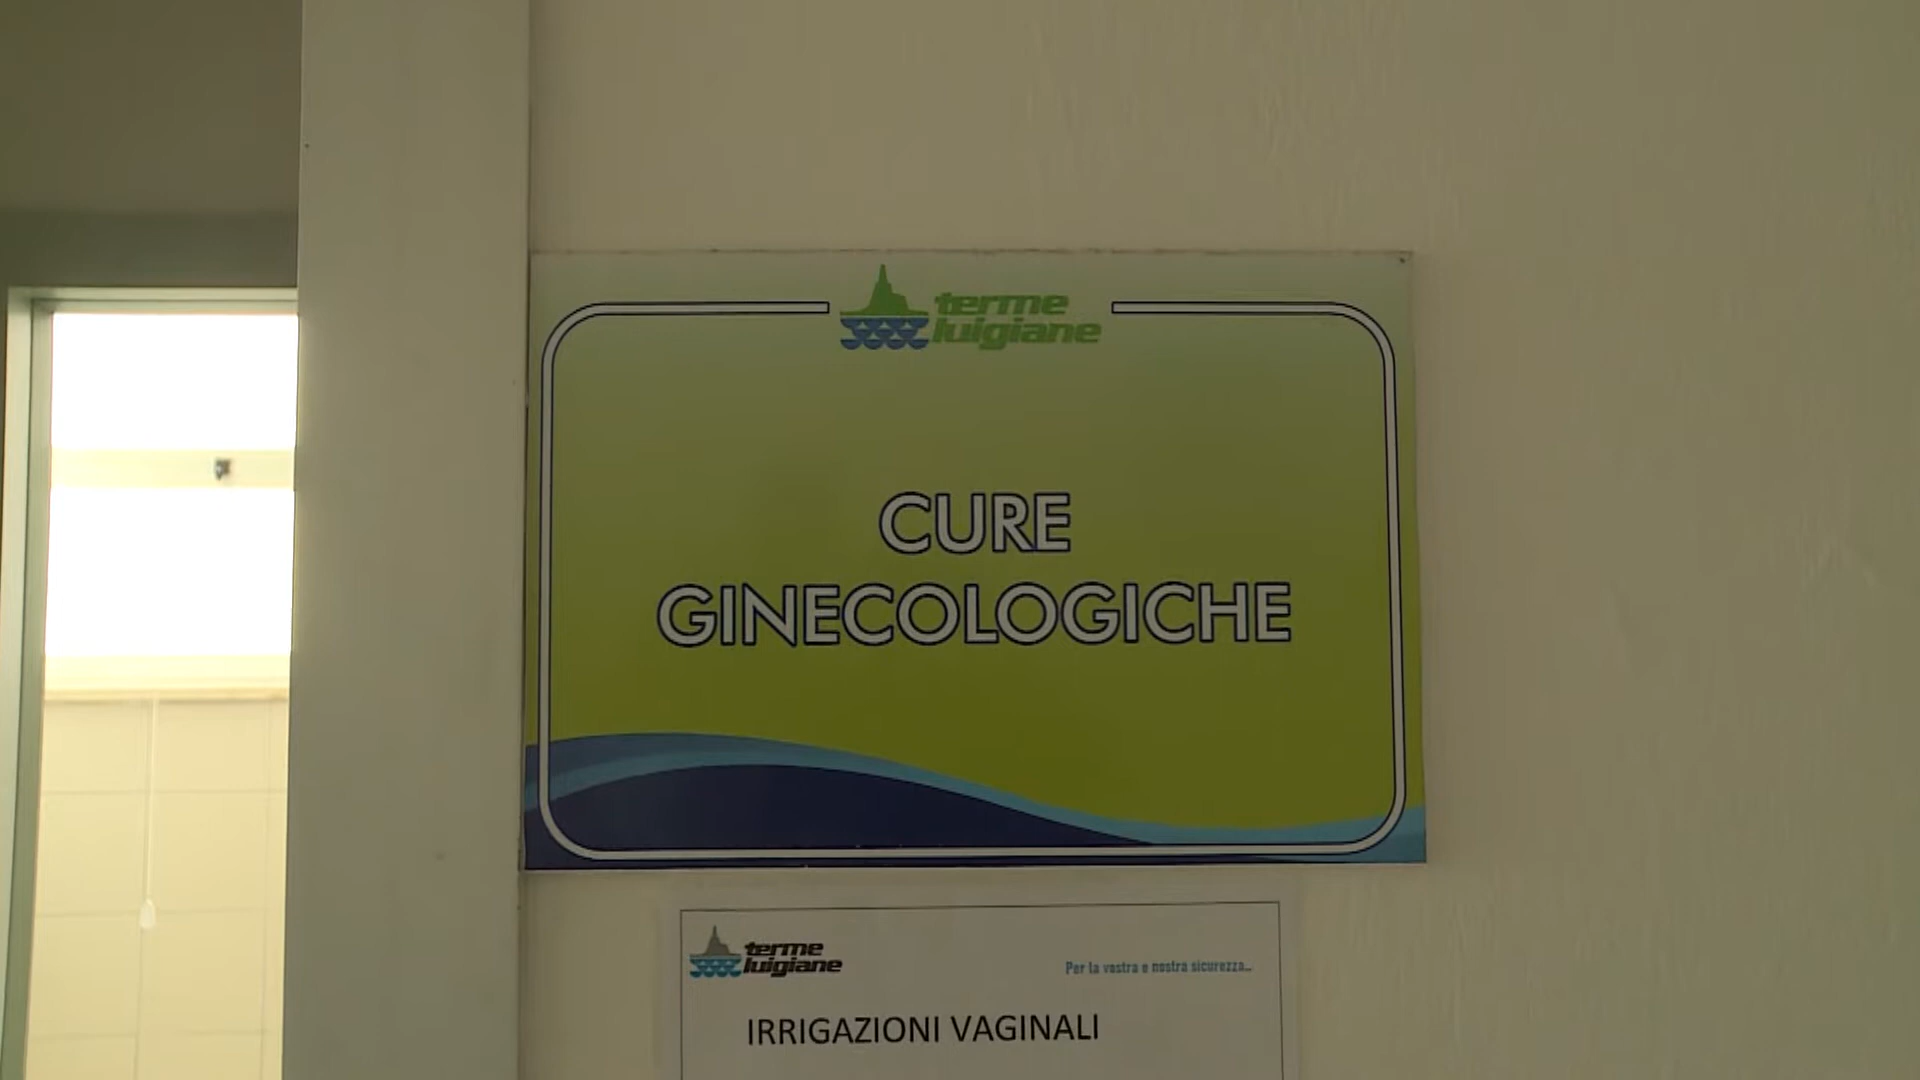 terme
luigiane
CURE
GINECOLOGICHE
terme
luigiane
Per la vostra e nostra sicurezza...
IRRIGAZIONI VAGINALI